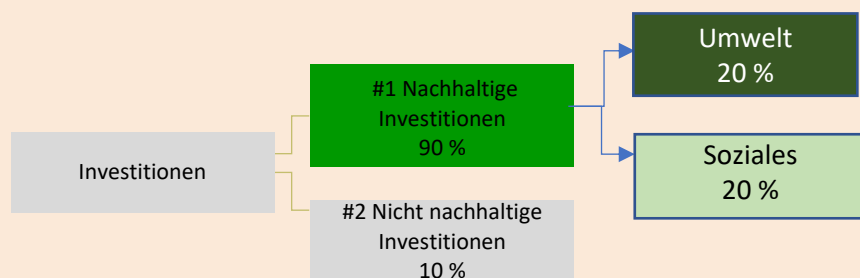 Investitionen
#1 Nachhaltige
Investitionen
90 %
#2 Nicht nachhaltige
Investitionen
10 %
Umwelt
20 %
Soziales
20 %